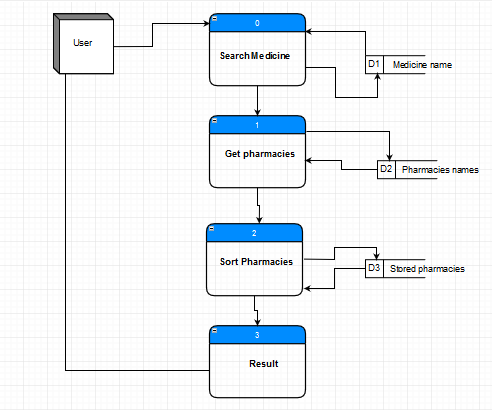 0
User
Search Medicine
D1 Medicine name
1
Get pharmacies
D2 Pharmacies names
2
Sort Pharmacies
D3 Stored pharmacies
3
Result